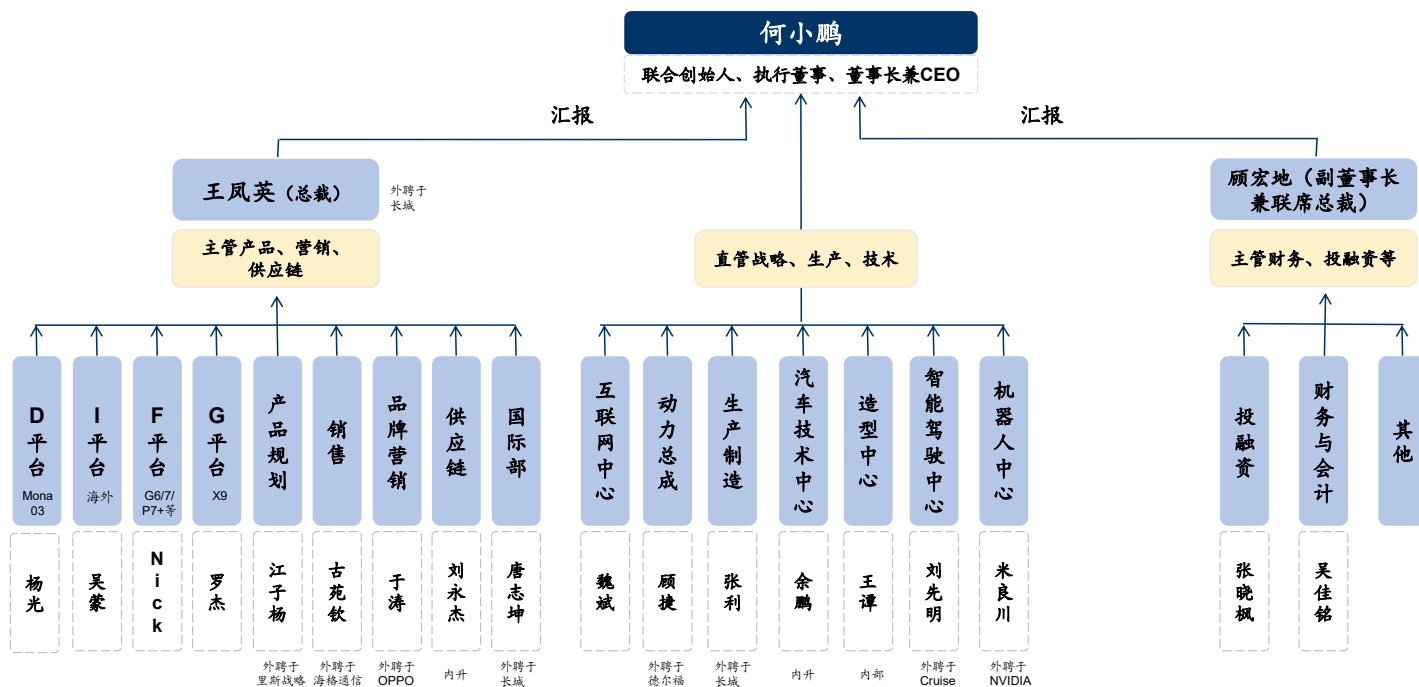 何小鹏
联合创始人、执行董事、董事长兼CEO
汇报
汇报
王凤英（总裁）
外聘于
长城
顾宏地（副董事长
兼联席总裁）
主管产品、营销、
供应链
直管战略、生产、技术
主管财务、投融资等
D平台
Mona
03
I平台
海外
F平台
G6/7/
P7+等
G平台
X9
产品规划
销售
品牌营销
供应链
国际部
互联网中心
动力总成
生产制造
汽车技术中心
造型中心
智能驾驶中心
机器人中心
投融资
财务与会计
其他
杨光
吴蒙
Nick
罗杰
江子杨
古苑钦
于涛
刘永杰
唐志坤
魏斌
顾捷
张利
余鹏
王谭
刘先明
米良川
张晓枫
吴佳铭
外聘于
里斯战略
外聘于
海格通信
外聘于
OPPO
内升
外聘于
长城
外聘于
德尔福
外聘于
长城
内升
内部
外聘于
Cruise
外聘于
NVIDIA